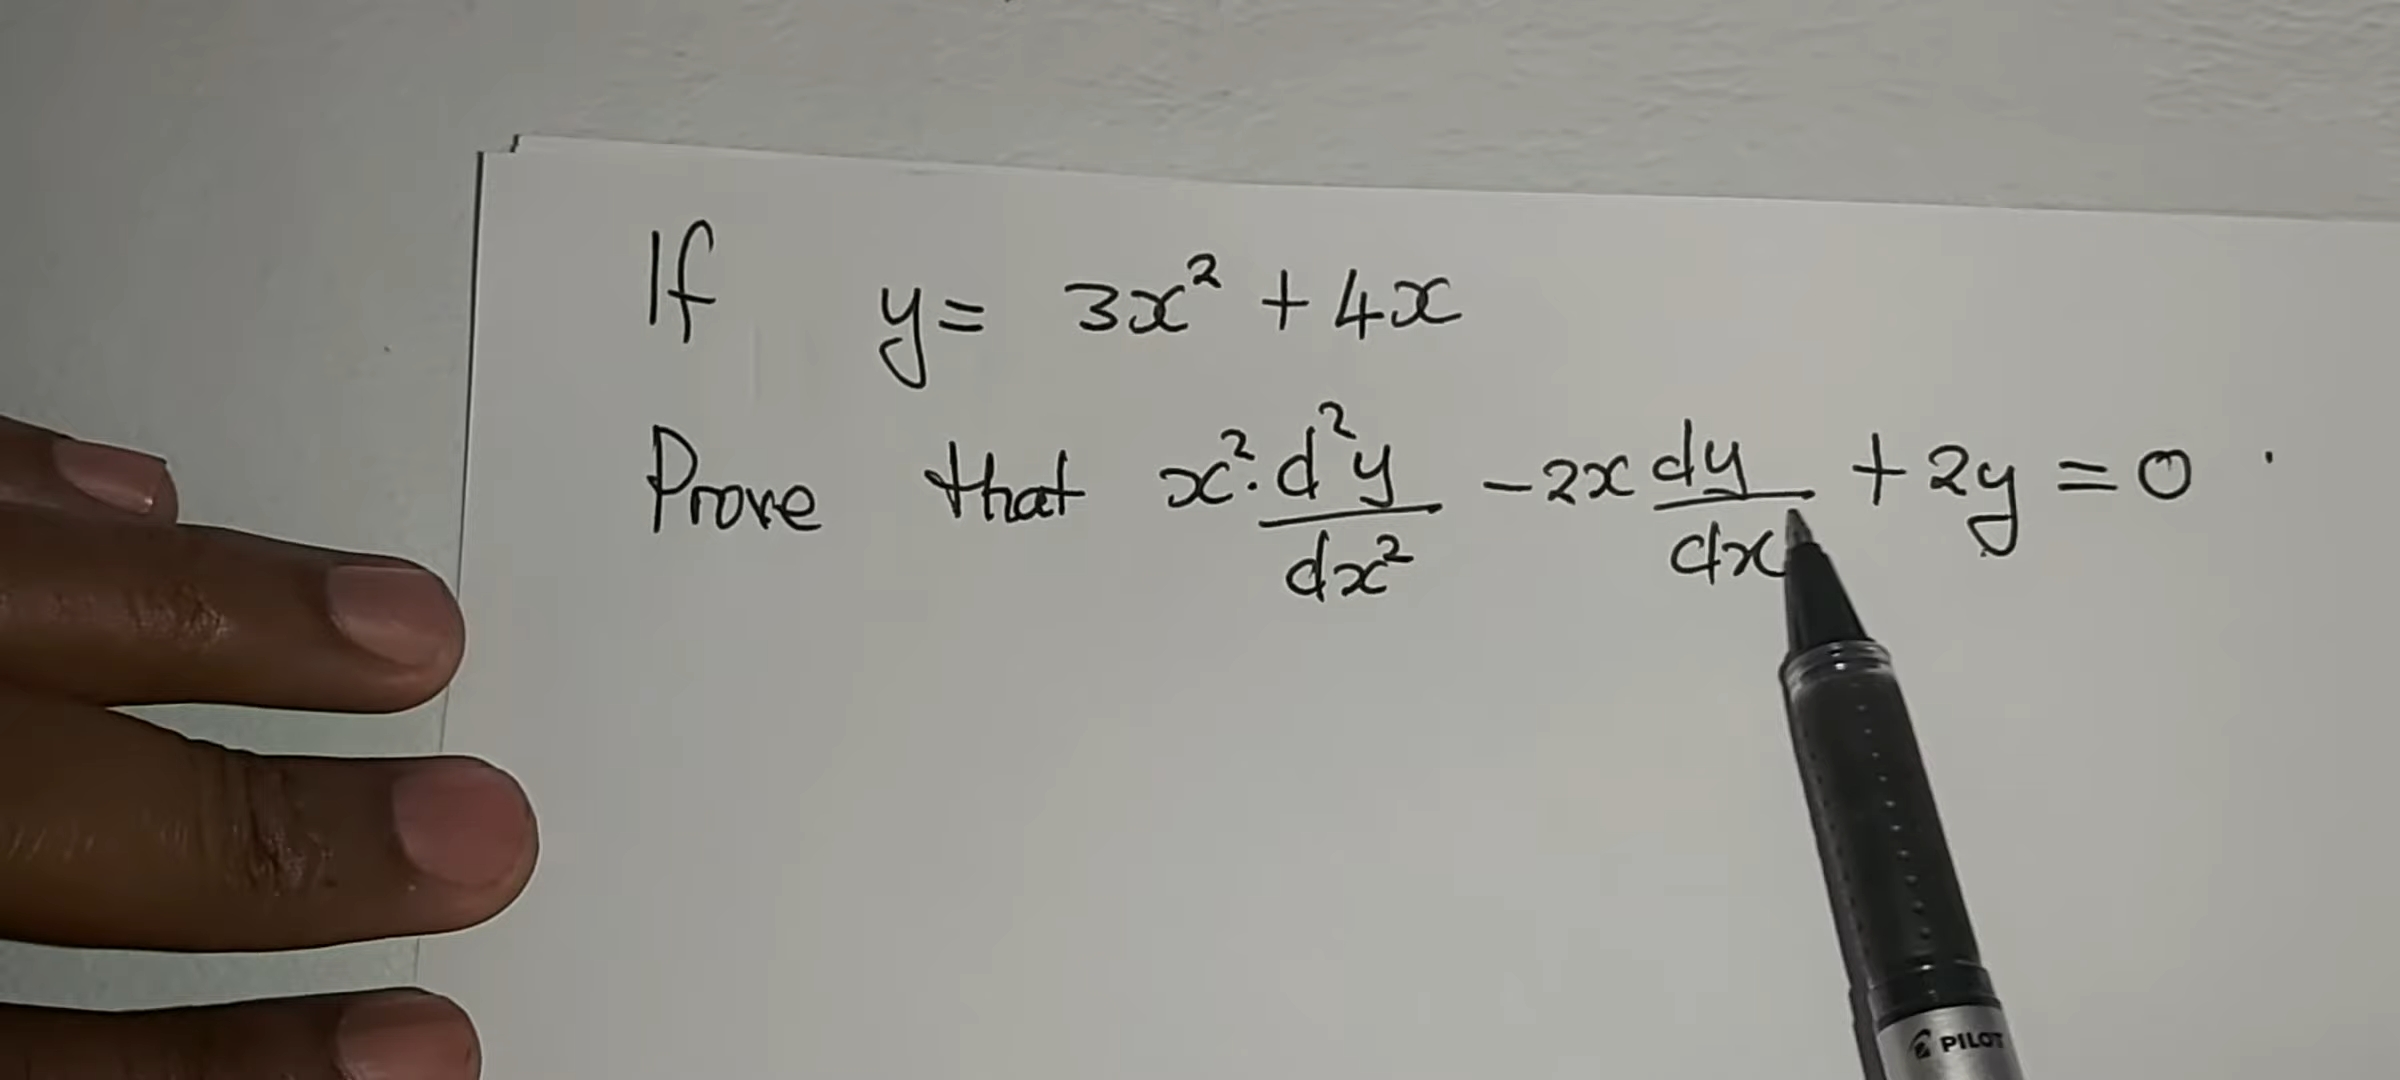 If y = 3x² + 4x
Prove that x².d²y/dx² - 2x dy/dx + 2y = 0
PILOT